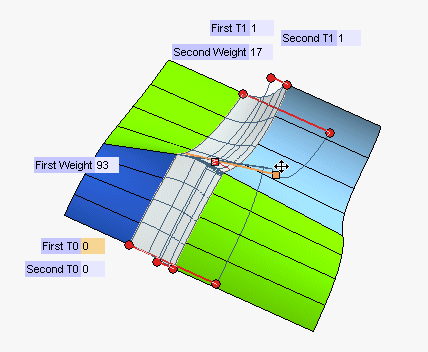 First T1 1
Second T1 1
Second Weight 17
First Weight 93
First T0 0
Second T0 0